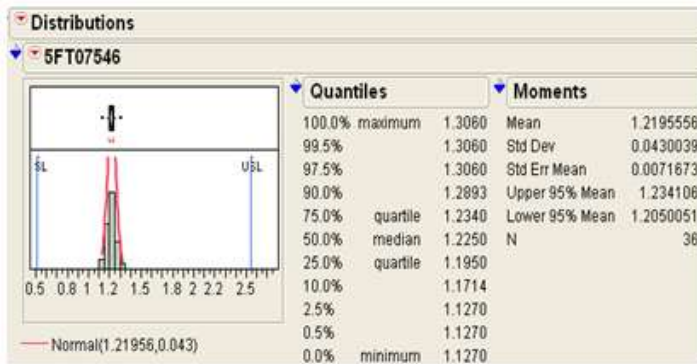 Distributions
5FT07546
SL USL
0.5 0.8 1 1.2 1.5 1.8 2 2.2 2.5
Normal(1.21956,0.043)
Quantiles
100.0% maximum 1.3060
99.5% 1.3060
97.5% 1.3060
90.0% 1.2893
75.0% quartile 1.2340
50.0% median 1.2250
25.0% quartile 1.1950
10.0% 1.1714
2.5% 1.1270
0.5% 1.1270
0.0% minimum 1.1270
Moments
Mean 1.2195556
Std Dev 0.0430039
Std Err Mean 0.0071673
Upper 95% Mean 1.234106
Lower 95% Mean 1.2050051
N 36